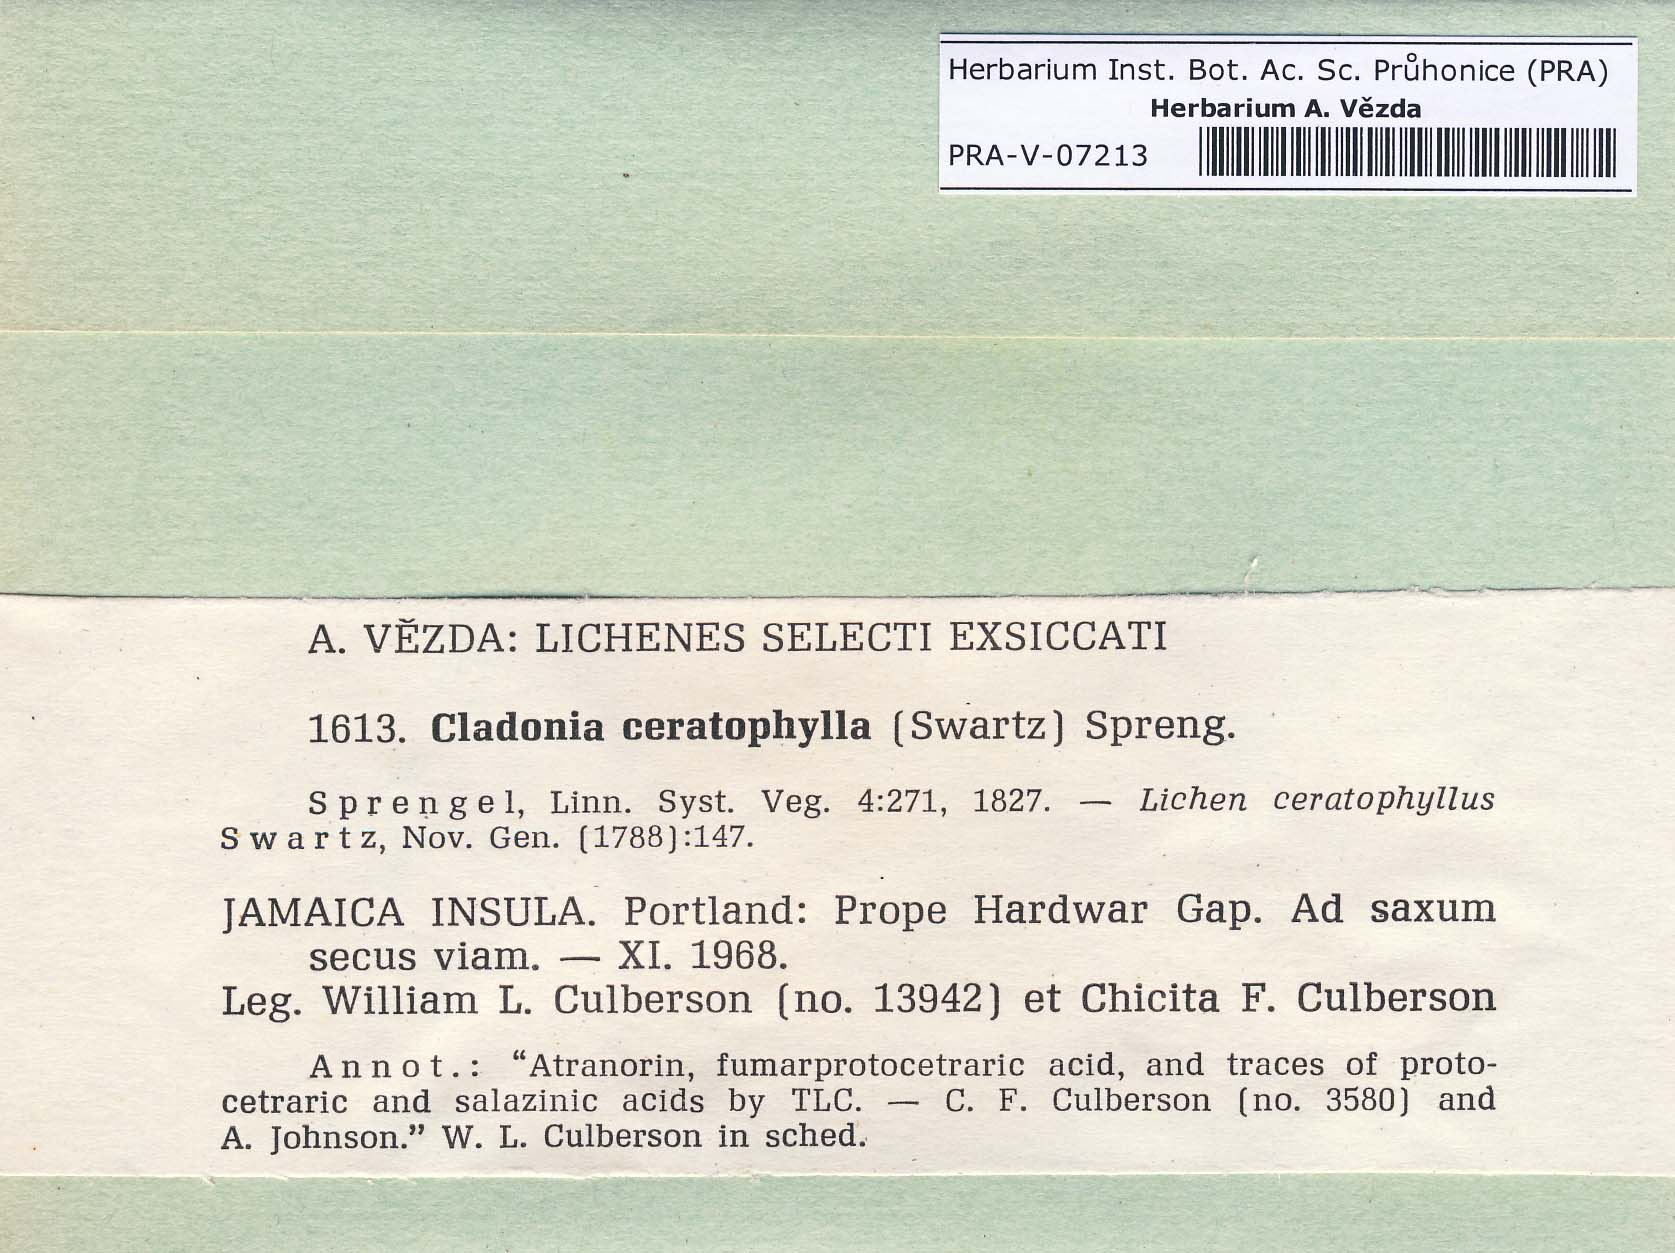 Herbarium Inst. Bot. Ac. Sc. Průhonice (PRA)
Herbarium A. Vězda
PRA-V-07213
A. VĚZDA: LICHENES SELECTI EXSICCATI
1613. Cladonia ceratophylla (Swartz) Spreng.
Sprengel, Linn. Syst. Veg. 4:271, 1827. — Lichen ceratophyllus
Swartz, Nov. Gen. (1788):147.
JAMAICA INSULA. Portland: Prope Hardwar Gap. Ad saxum
secus viam. — XI. 1968.
Leg. William L. Culberson (no. 13942) et Chicita F. Culberson
Annot.: “Atranorin, fumarprotocetraric acid, and traces of proto-
cetraric and salazinic acids by TLC. — C. F. Culberson (no. 3580) and
A. Johnson.” W. L. Culberson in sched.